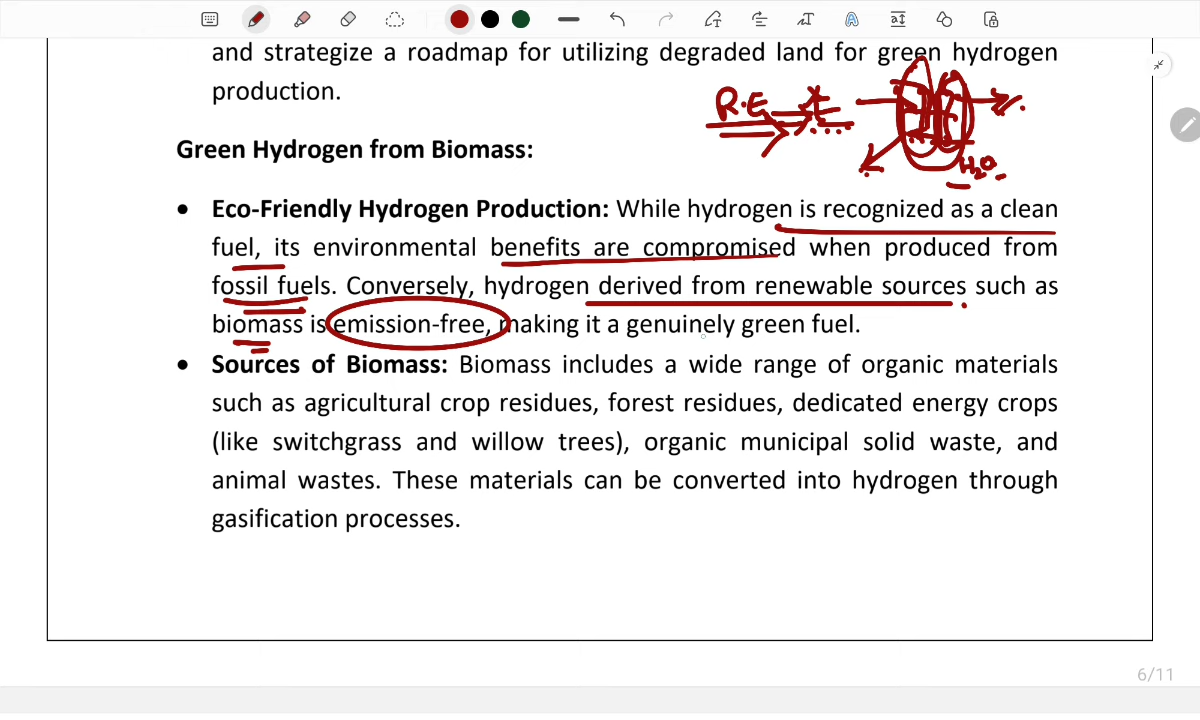 and strategize a roadmap for utilizing degraded land for green hydrogen
production.
R.E
H2O
Green Hydrogen from Biomass:
• Eco-Friendly Hydrogen Production: While hydrogen is recognized as a clean
fuel, its environmental benefits are compromised when produced from
fossil fuels. Conversely, hydrogen derived from renewable sources such as
biomass is emission-free, making it a genuinely green fuel.
• Sources of Biomass: Biomass includes a wide range of organic materials
such as agricultural crop residues, forest residues, dedicated energy crops
(like switchgrass and willow trees), organic municipal solid waste, and
animal wastes. These materials can be converted into hydrogen through
gasification processes.
6/11